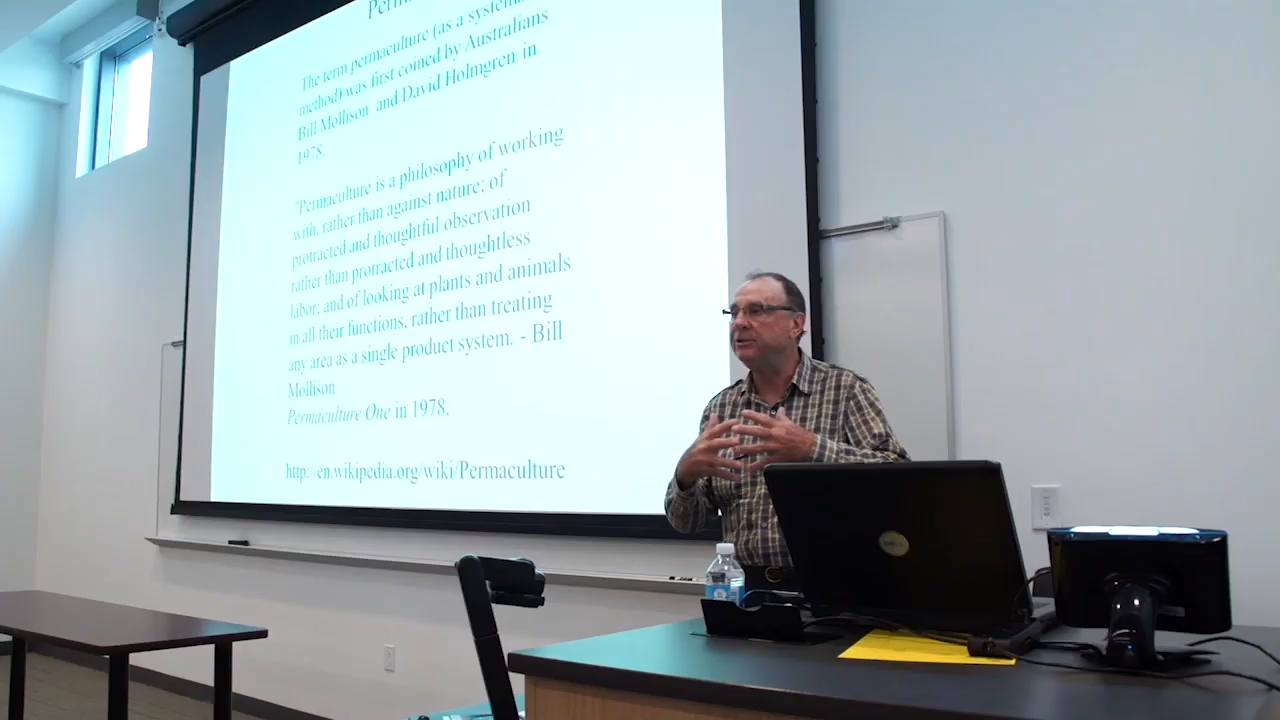 The term permaculture (as a systematic
method) was first coined by Australians
Bill Mollison and David Holmgren in
1978.
"Permaculture is a philosophy of working
with, rather than against nature; of
protracted and thoughtful observation
rather than protracted and thoughtless
labor; and of looking at plants and animals
in all their functions, rather than treating
any area as a single product system. - Bill
Mollison
Permaculture One in 1978.
http://en.wikipedia.org/wiki/Permaculture
DELL